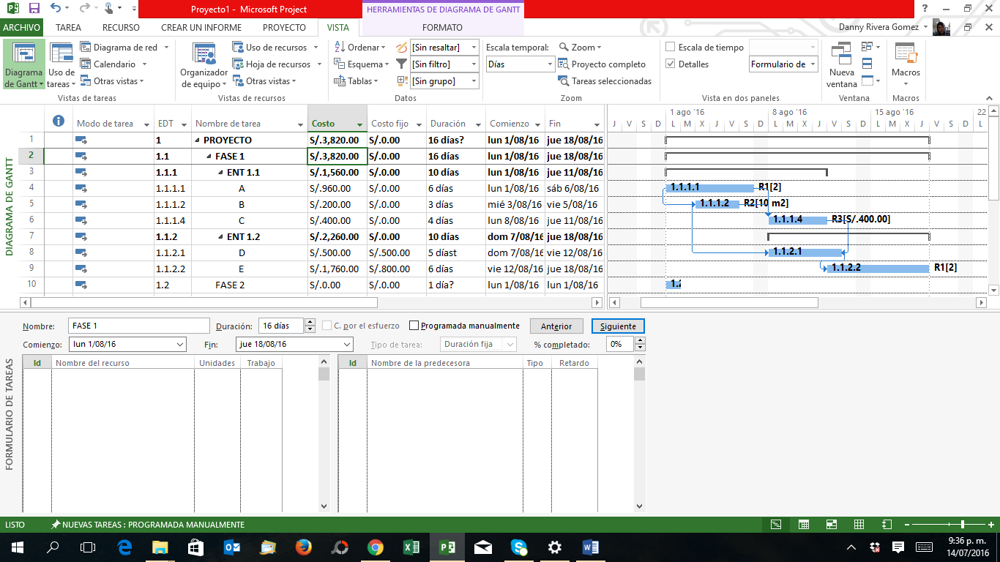 Proyecto1 - Microsoft Project
HERRAMIENTAS DE DIAGRAMA DE GANTT
ARCHIVO TAREA RECURSO CREAR UN INFORME PROYECTO VISTA FORMATO Danny Rivera Gomez
Diagrama de Gantt
Uso de tareas
Diagrama de red
Calendario
Otras vistas
Vistas de tareas
Organizador de equipo
Uso de recursos
Hoja de recursos
Otras vistas
Vistas de recursos
Ordenar
Esquema
Tablas
[Sin resaltar]
[Sin filtro]
[Sin grupo]
Datos
Escala temporal:
Días
Zoom
Proyecto completo
Tareas seleccionadas
Zoom
Escala de tiempo
Detalles Formulario de
Vista en dos paneles
Nueva ventana
Ventana
Macros
Macros
DIAGRAMA DE GANTT
Modo de tarea EDT Nombre de tarea Costo Costo fijo Duración Comienzo Fin
1 1 PROYECTO S/.3,820.00 S/.0.00 16 días? lun 1/08/16 jue 18/08/16
2 1.1 FASE 1 S/.3,820.00 S/.0.00 16 días lun 1/08/16 jue 18/08/16
3 1.1.1 ENT 1.1 S/.1,560.00 S/.0.00 10 días lun 1/08/16 jue 11/08/16
4 1.1.1.1 A S/.960.00 S/.0.00 6 días lun 1/08/16 sáb 6/08/16
5 1.1.1.2 B S/.200.00 S/.0.00 3 días mié 3/08/16 vie 5/08/16
6 1.1.1.4 C S/.400.00 S/.0.00 4 días lun 8/08/16 jue 11/08/16
7 1.1.2 ENT 1.2 S/.2,260.00 S/.0.00 10 días dom 7/08/16 jue 18/08/16
8 1.1.2.1 D S/.500.00 S/.500.00 5 díast dom 7/08/16 vie 12/08/16
9 1.1.2.2 E S/.1,760.00 S/.800.00 6 días vie 12/08/16 jue 18/08/16
10 1.2 FASE 2 S/.0.00 S/.0.00 1 día? lun 1/08/16 lun 1/08/16
1 ago '16 8 ago '16 15 ago '16 22
J V S D L M X J V S D L M X J V S D L M X J V S D L
1.1.1.1 R1[2]
1.1.1.2 R2[10 m2]
1.1.1.4 R3[S/.400.00]
1.1.2.1
1.1.2.2 R1[2]
FORMULARIO DE TAREAS
Nombre: FASE 1 Duración: 16 días C. por el esfuerzo Programada manualmente Anterior Siguiente
Comienzo: lun 1/08/16 Fin: jue 18/08/16 Tipo de tarea: Duración fija % completado: 0%
Id Nombre del recurso Unidades Trabajo
Id Nombre de la predecesora Tipo Retardo
LISTO NUEVAS TAREAS : PROGRAMADA MANUALMENTE
9:36 p. m.
14/07/2016